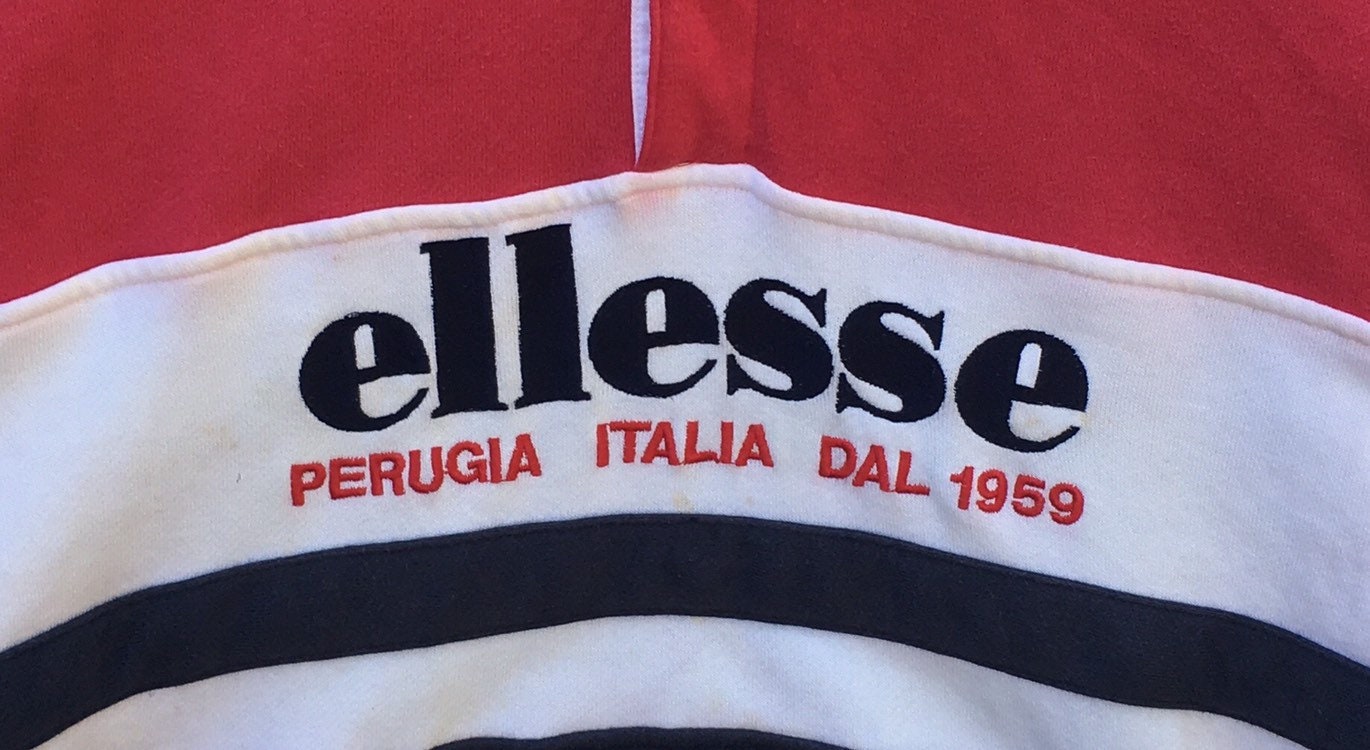 ellesse
PERUGIA ITALIA DAL 1959